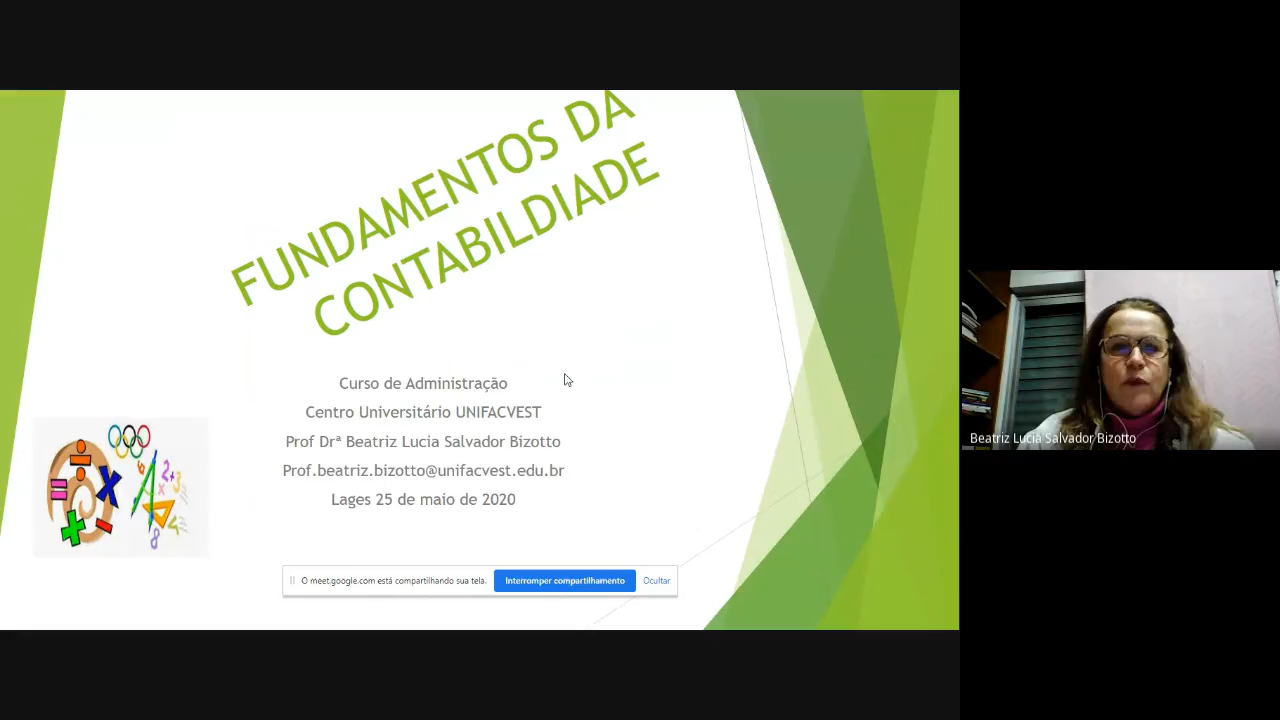 FUNDAMENTOS DA
CONTABILDIADE
Curso de Administração
Centro Universitário UNIFACVEST
Prof Drª Beatriz Lucia Salvador Bizotto
Prof.beatriz.bizotto@unifacvest.edu.br
Lages 25 de maio de 2020
O meet.google.com está compartilhando sua tela. Interromper compartilhamento Ocultar
Beatriz Lucia Salvador Bizotto